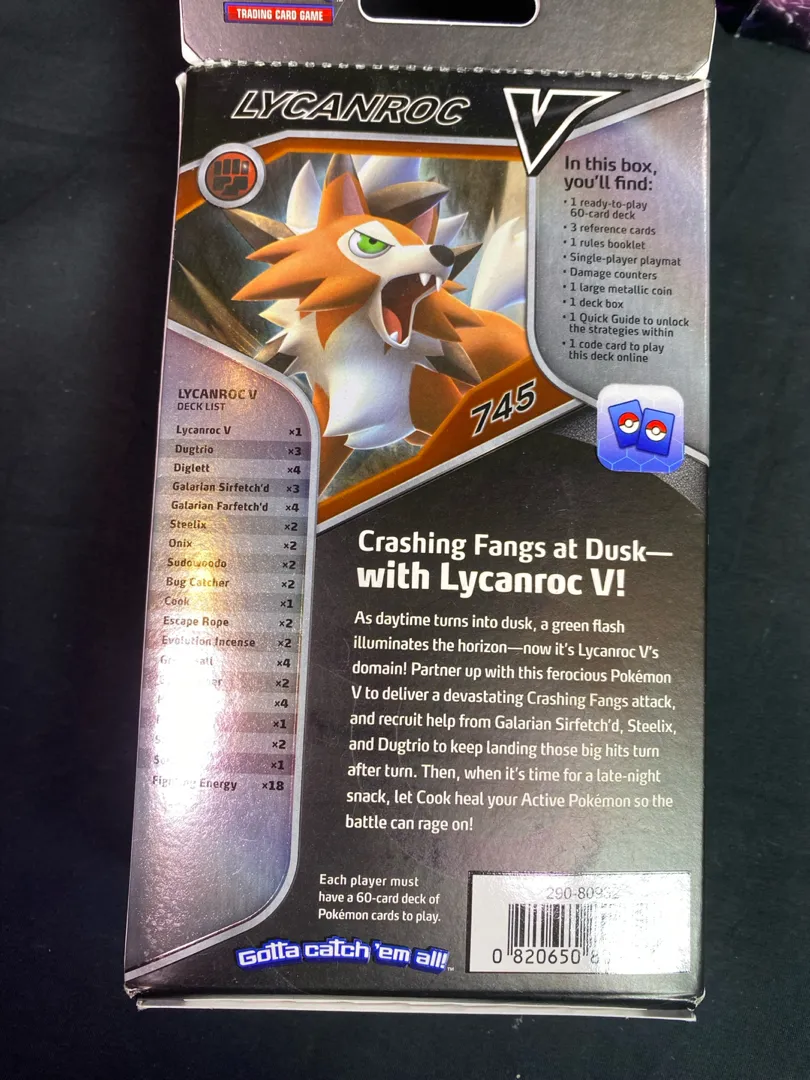 TRADING CARD GAME
LYCANROC V
In this box,
you'll find:
• 1 ready-to-play
60-card deck
• 3 reference cards
• 1 rules booklet
• Single-player playmat
• Damage counters
• 1 large metallic coin
• 1 deck box
• 1 Quick Guide to unlock
the strategies within
• 1 code card to play
this deck online
745
LYCANROC V
DECK LIST
Lycanroc V ×1
Dugtrio ×3
Diglett ×4
Galarian Sirfetch'd ×3
Galarian Farfetch'd ×4
Steelix ×2
Onix ×2
Sudowoodo ×2
Bug Catcher ×2
Cook ×1
Escape Rope ×2
Evolution Incense ×2
×4
×2
×4
×1
×2
×1
Fighting Energy ×18
Crashing Fangs at Dusk—
with Lycanroc V!
As daytime turns into dusk, a green flash
illuminates the horizon—now it's Lycanroc V's
domain! Partner up with this ferocious Pokémon
V to deliver a devastating Crashing Fangs attack,
and recruit help from Galarian Sirfetch'd, Steelix,
and Dugtrio to keep landing those big hits turn
after turn. Then, when it's time for a late-night
snack, let Cook heal your Active Pokémon so the
battle can rage on!
Each player must
have a 60-card deck of
Pokémon cards to play.
Gotta catch 'em all!™
0 820650